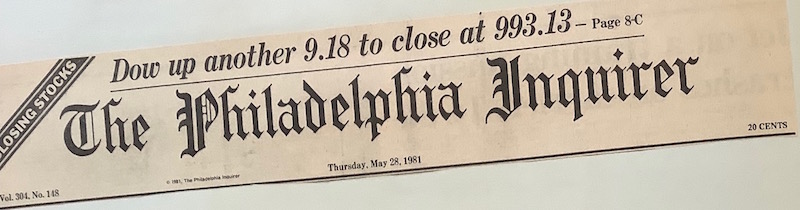 CLOSING STOCKS
Dow up another 9.18 to close at 993.13 – Page 8-C
The Philadelphia Inquirer
Vol. 304, No. 148
© 1981, The Philadelphia Inquirer
Thursday, May 28, 1981
20 CENTS